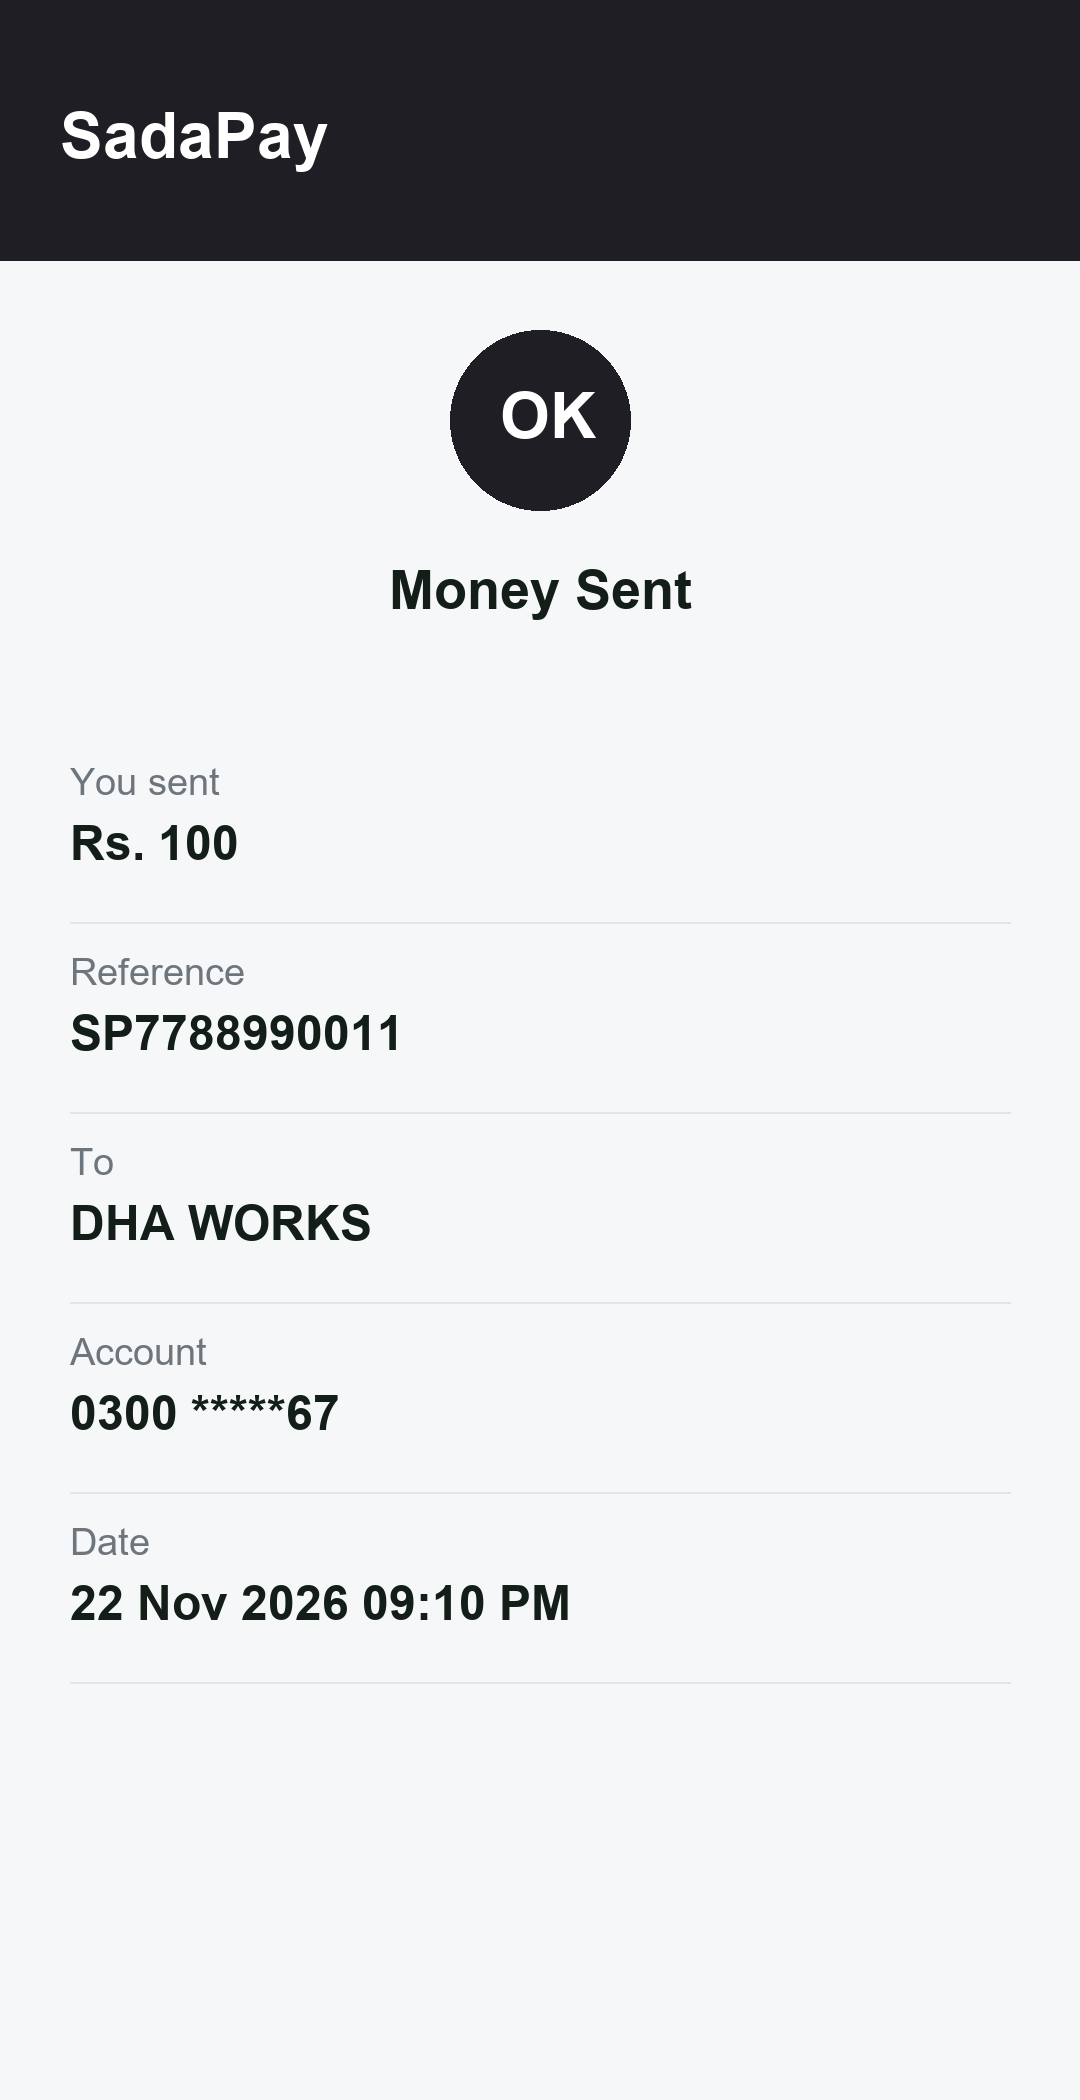 SadaPay
OK
Money Sent
You sent
Rs. 100
Reference
SP7788990011
To
DHA WORKS
Account
0300 *****67
Date
22 Nov 2026 09:10 PM